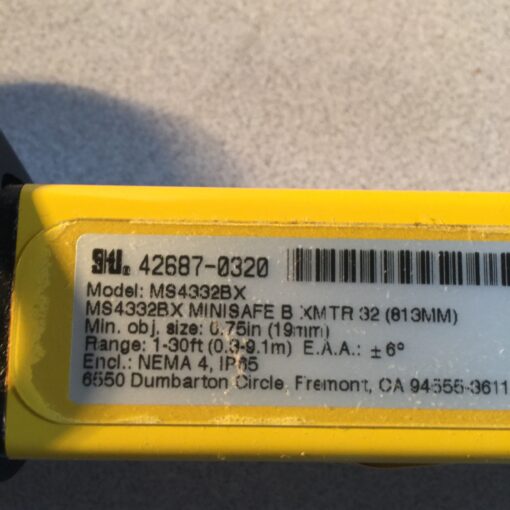 STI® 42687-0320
Model: MS4332BX
MS4332BX MINISAFE B XMTR 32 (813MM)
Min. obj. size: 0.75in (19mm)
Range: 1-30ft (0.3-9.1m) E.A.A.: ±6°
Encl.: NEMA 4, IP65
6550 Dumbarton Circle, Fremont, CA 94555-3611